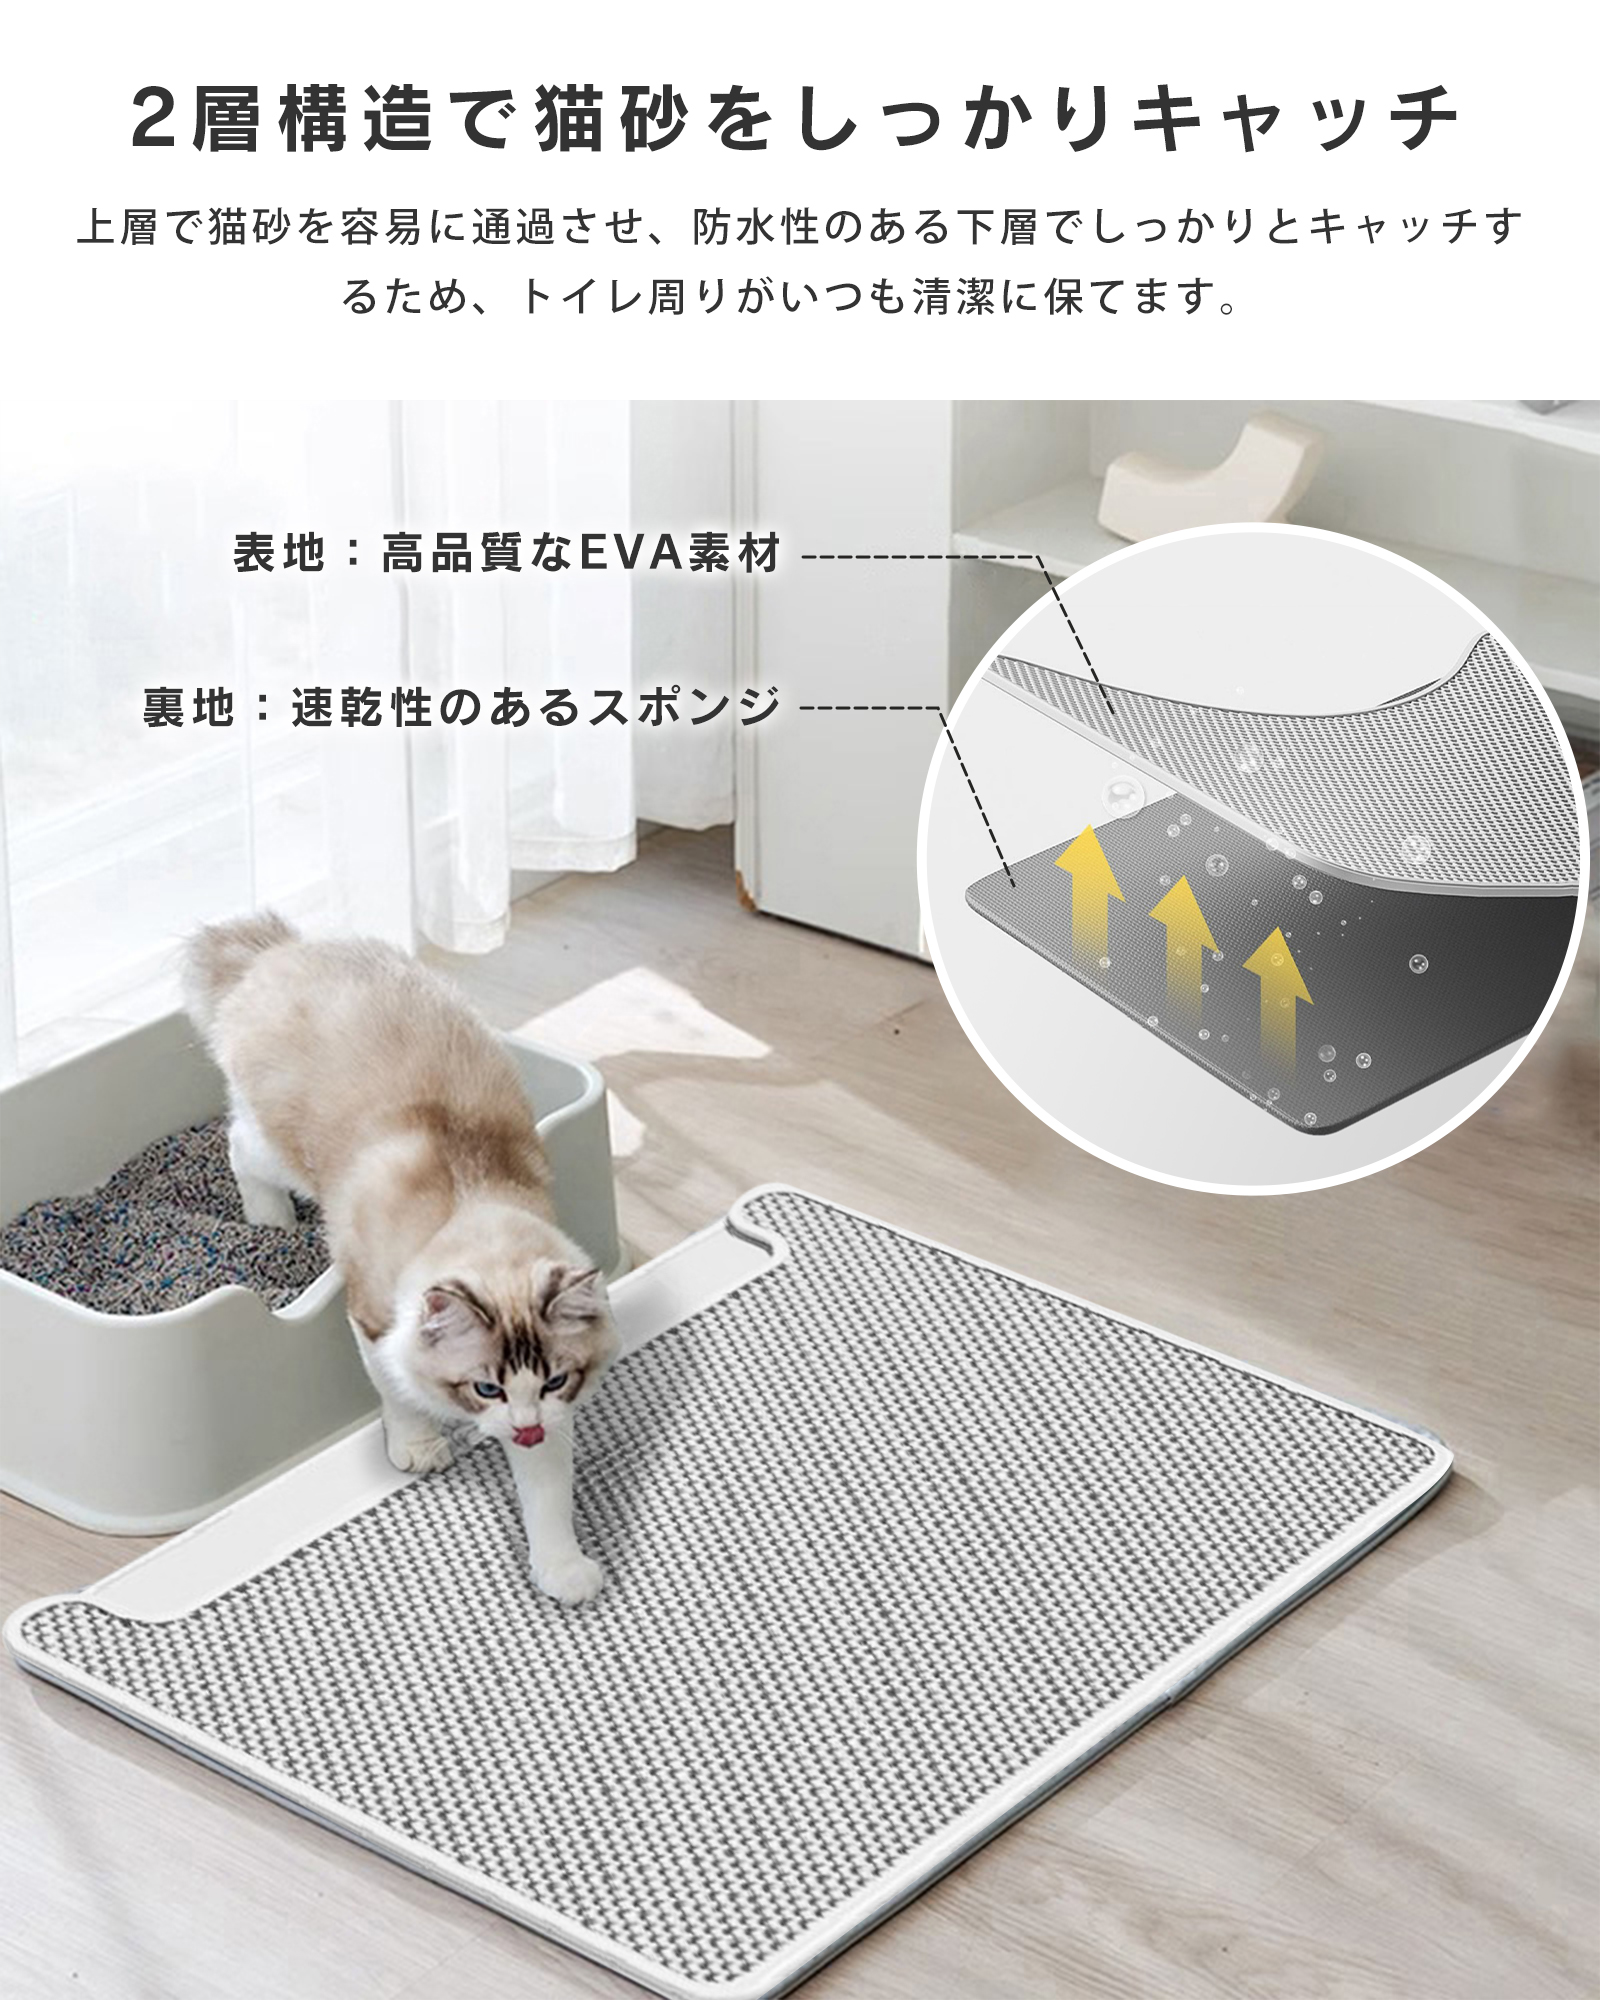 2層構造で猫砂をしっかりキャッチ
上層で猫砂を容易に通過させ、防水性のある下層でしっかりとキャッチす
るため、トイレ周りがいつも清潔に保てます。
表地：高品質なEVA素材
裏地：速乾性のあるスポンジ